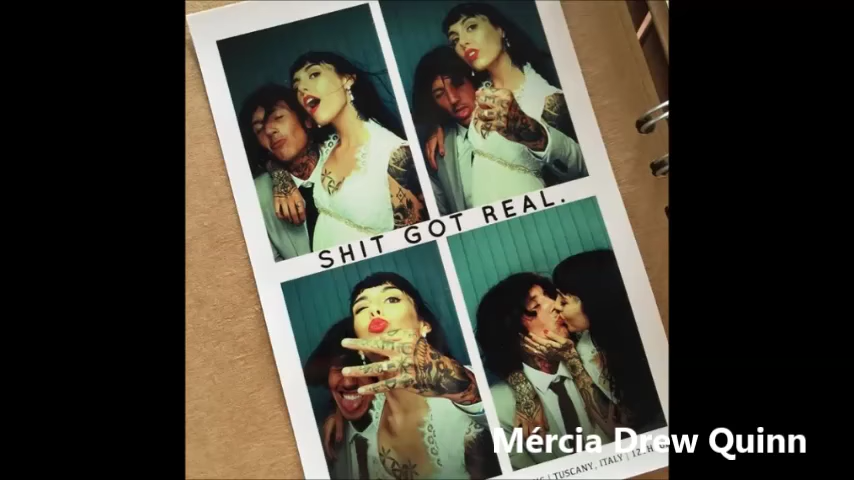 SHIT GOT REAL.
Mércia Drew Quinn
TUSCANY, ITALY | 12.